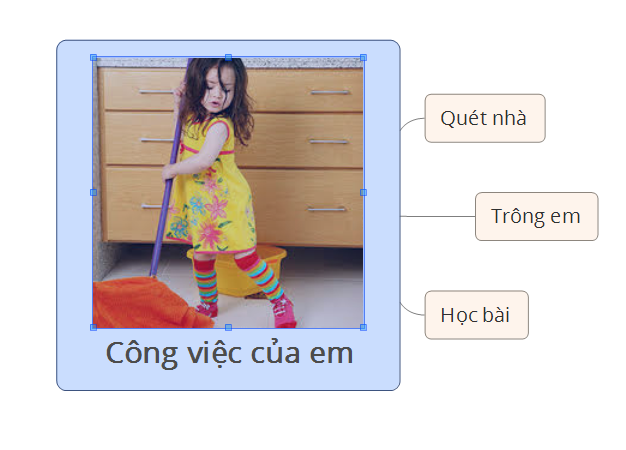 Công việc của em
Quét nhà
Trông em
Học bài